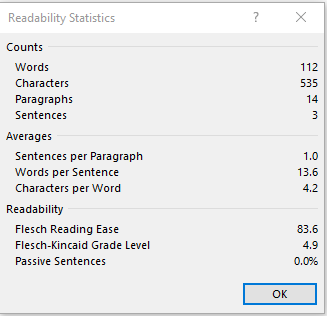 Readability Statistics ? ×
Counts
Words 112
Characters 535
Paragraphs 14
Sentences 3
Averages
Sentences per Paragraph 1.0
Words per Sentence 13.6
Characters per Word 4.2
Readability
Flesch Reading Ease 83.6
Flesch-Kincaid Grade Level 4.9
Passive Sentences 0.0%
OK